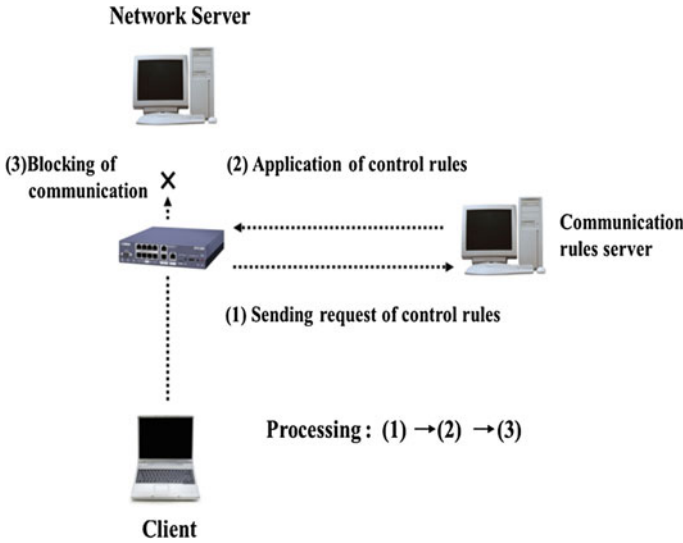 Network Server
(3)Blocking of
communication
(2) Application of control rules
Communication
rules server
(1) Sending request of control rules
Processing : (1) →(2) →(3)
Client